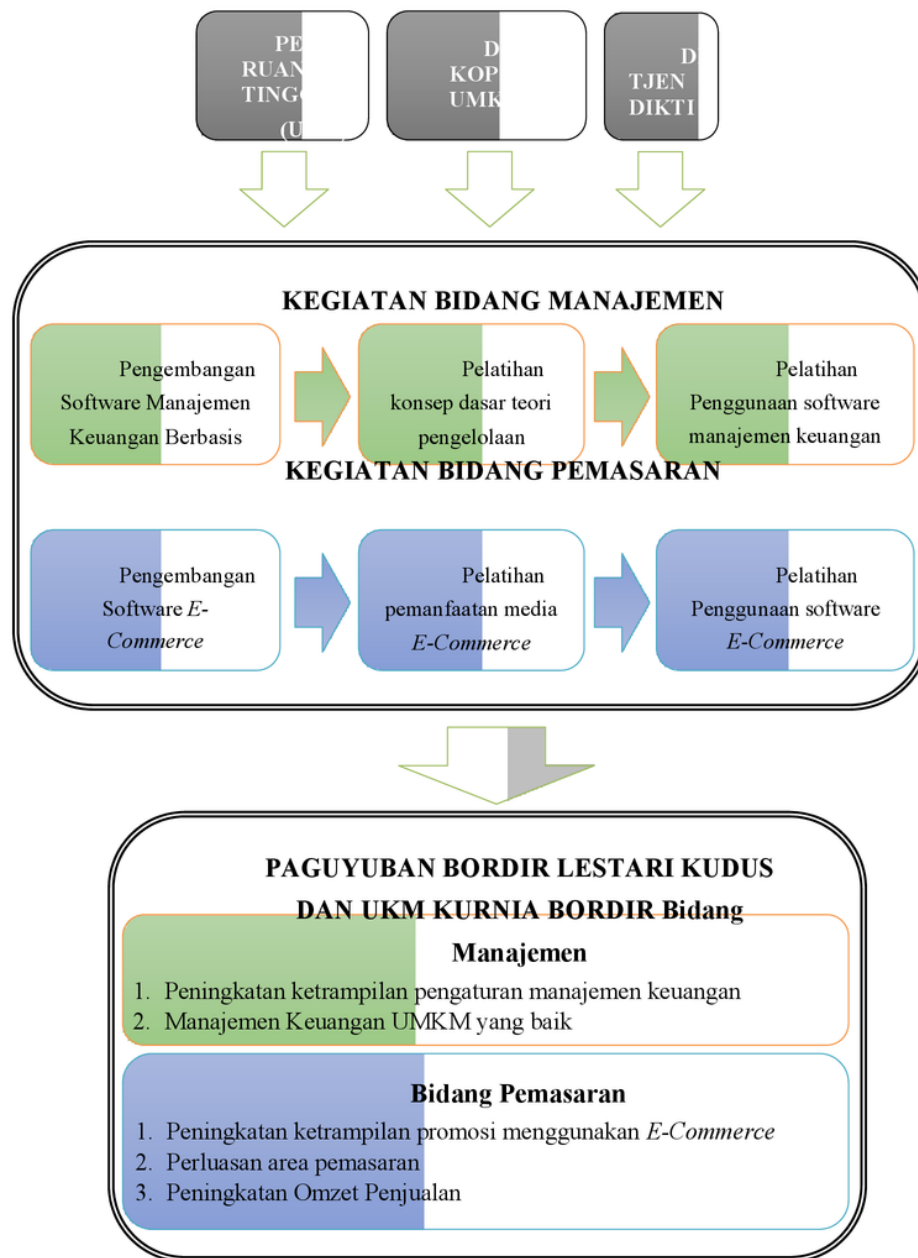 PE
RUAN
TINGG
(U
D
KOP
UMK
D
TJEN
DIKTI
KEGIATAN BIDANG MANAJEMEN
Pengembangan
Software Manajemen
Keuangan Berbasis
Pelatihan
konsep dasar teori
pengelolaan
Pelatihan
Penggunaan software
manajemen keuangan
KEGIATAN BIDANG PEMASARAN
Pengembangan
Software E-
Commerce
Pelatihan
pemanfaatan media
E-Commerce
Pelatihan
Penggunaan software
E-Commerce
PAGUYUBAN BORDIR LESTARI KUDUS
DAN UKM KURNIA BORDIR Bidang
Manajemen
1. Peningkatan ketrampilan pengaturan manajemen keuangan
2. Manajemen Keuangan UMKM yang baik
Bidang Pemasaran
1. Peningkatan ketrampilan promosi menggunakan E-Commerce
2. Perluasan area pemasaran
3. Peningkatan Omzet Penjualan